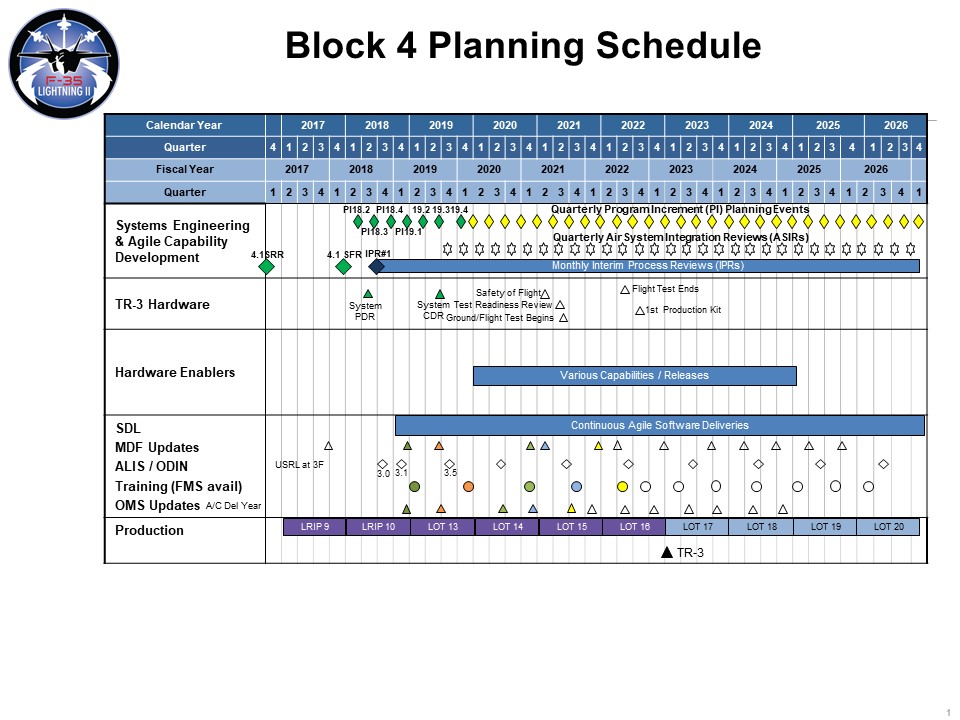 Block 4 Planning Schedule
F-35
LIGHTNING II
Calendar Year 2017 2018 2019 2020 2021 2022 2023 2024 2025 2026
Quarter 4 1 2 3 4 1 2 3 4 1 2 3 4 1 2 3 4 1 2 3 4 1 2 3 4 1 2 3 4 1 2 3 4 1 2 3 4 1 2 3 4
Fiscal Year 2017 2018 2019 2020 2021 2022 2023 2024 2025 2026
Quarter 1 2 3 4 1 2 3 4 1 2 3 4 1 2 3 4 1 2 3 4 1 2 3 4 1 2 3 4 1 2 3 4 1 2 3 4 1 2 3 4 1
Systems Engineering
& Agile Capability
Development
PI18.2 PI18.4 19.2 19.3 19.4 Quarterly Program Increment (PI) Planning Events
PI18.3 PI19.1
Quarterly Air System Integration Reviews (ASIRs)
4.1SRR 4.1 SFR IPR#1
Monthly Interim Process Reviews (IPRs)
TR-3 Hardware
System
PDR
System
CDR
Safety of Flight
Test Readiness Review
Ground/Flight Test Begins
Flight Test Ends
1st Production Kit
Hardware Enablers
Various Capabilities / Releases
SDL
Continuous Agile Software Deliveries
MDF Updates
ALIS / ODIN USRL at 3F 3.0 3.1 3.5
Training (FMS avail)
OMS Updates A/C Del Year
Production LRIP 9 LRIP 10 LOT 13 LOT 14 LOT 15 LOT 16 LOT 17 LOT 18 LOT 19 LOT 20
TR-3
1